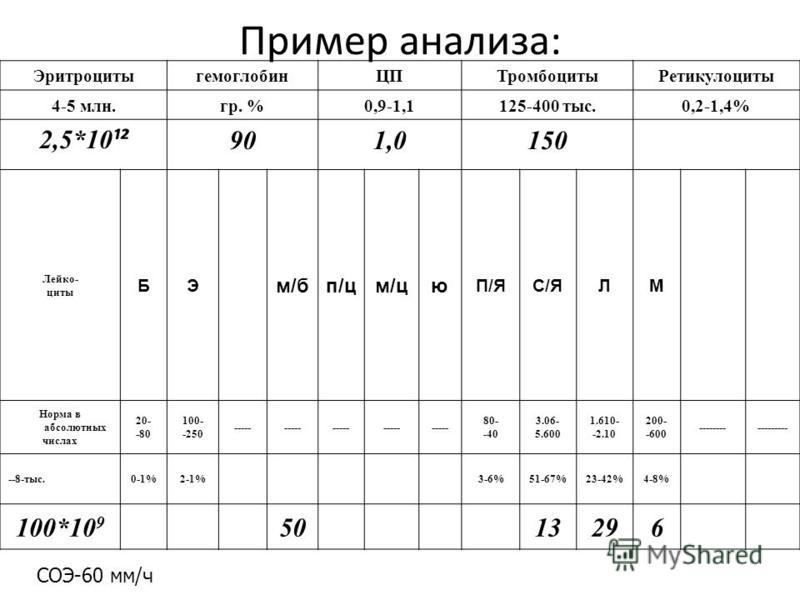 Пример анализа:
Эритроциты гемоглобин ЦП Тромбоциты Ретикулоциты
4-5 млн. гр. % 0,9-1,1 125-400 тыс. 0,2-1,4%
2,5*10¹² 90 1,0 150
Лейко-
циты
Б Э м/б п/ц м/ц ю П/Я С/Я Л М
Норма в
абсолютных
числах
20-
-80
100-
-250
----- ----- ----- ----- -----
80-
-40
3.06-
5.600
1.610-
-2.10
200-
-600
-------- ---------
--8-тыс. 0-1% 2-1% 3-6% 51-67% 23-42% 4-8%
100*10⁹ 50 13 29 6
СОЭ-60 мм/ч
MyShared